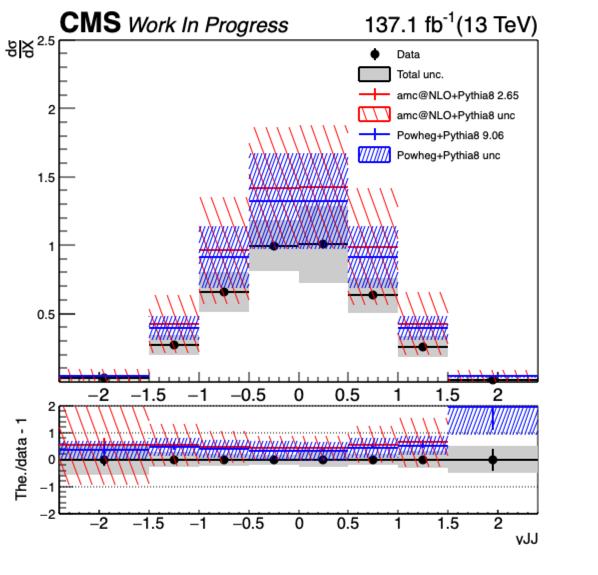 CMS Work In Progress 137.1 fb-1(13 TeV)
dσ
dX
Data
Total unc.
amc@NLO+Pythia8 2.65
amc@NLO+Pythia8 unc
Powheg+Pythia8 9.06
Powheg+Pythia8 unc
2.5
2
1.5
1
0.5
−2 −1.5 −1 −0.5 0 0.5 1 1.5 2
The./data - 1
2
1
0
−1
−2
−2 −1.5 −1 −0.5 0 0.5 1 1.5 2
yJJ